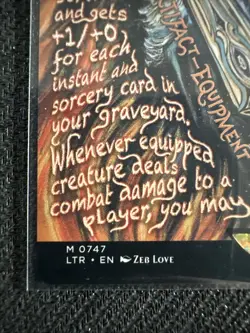 and gets
+1/+0
for each
instant and
sorcery card in
your graveyard.
Whenever equipped
creature deals
combat damage to a
player, you may
ARTIFACT-EQUIPMENT
M 0747
LTR • EN ZEB LOVE